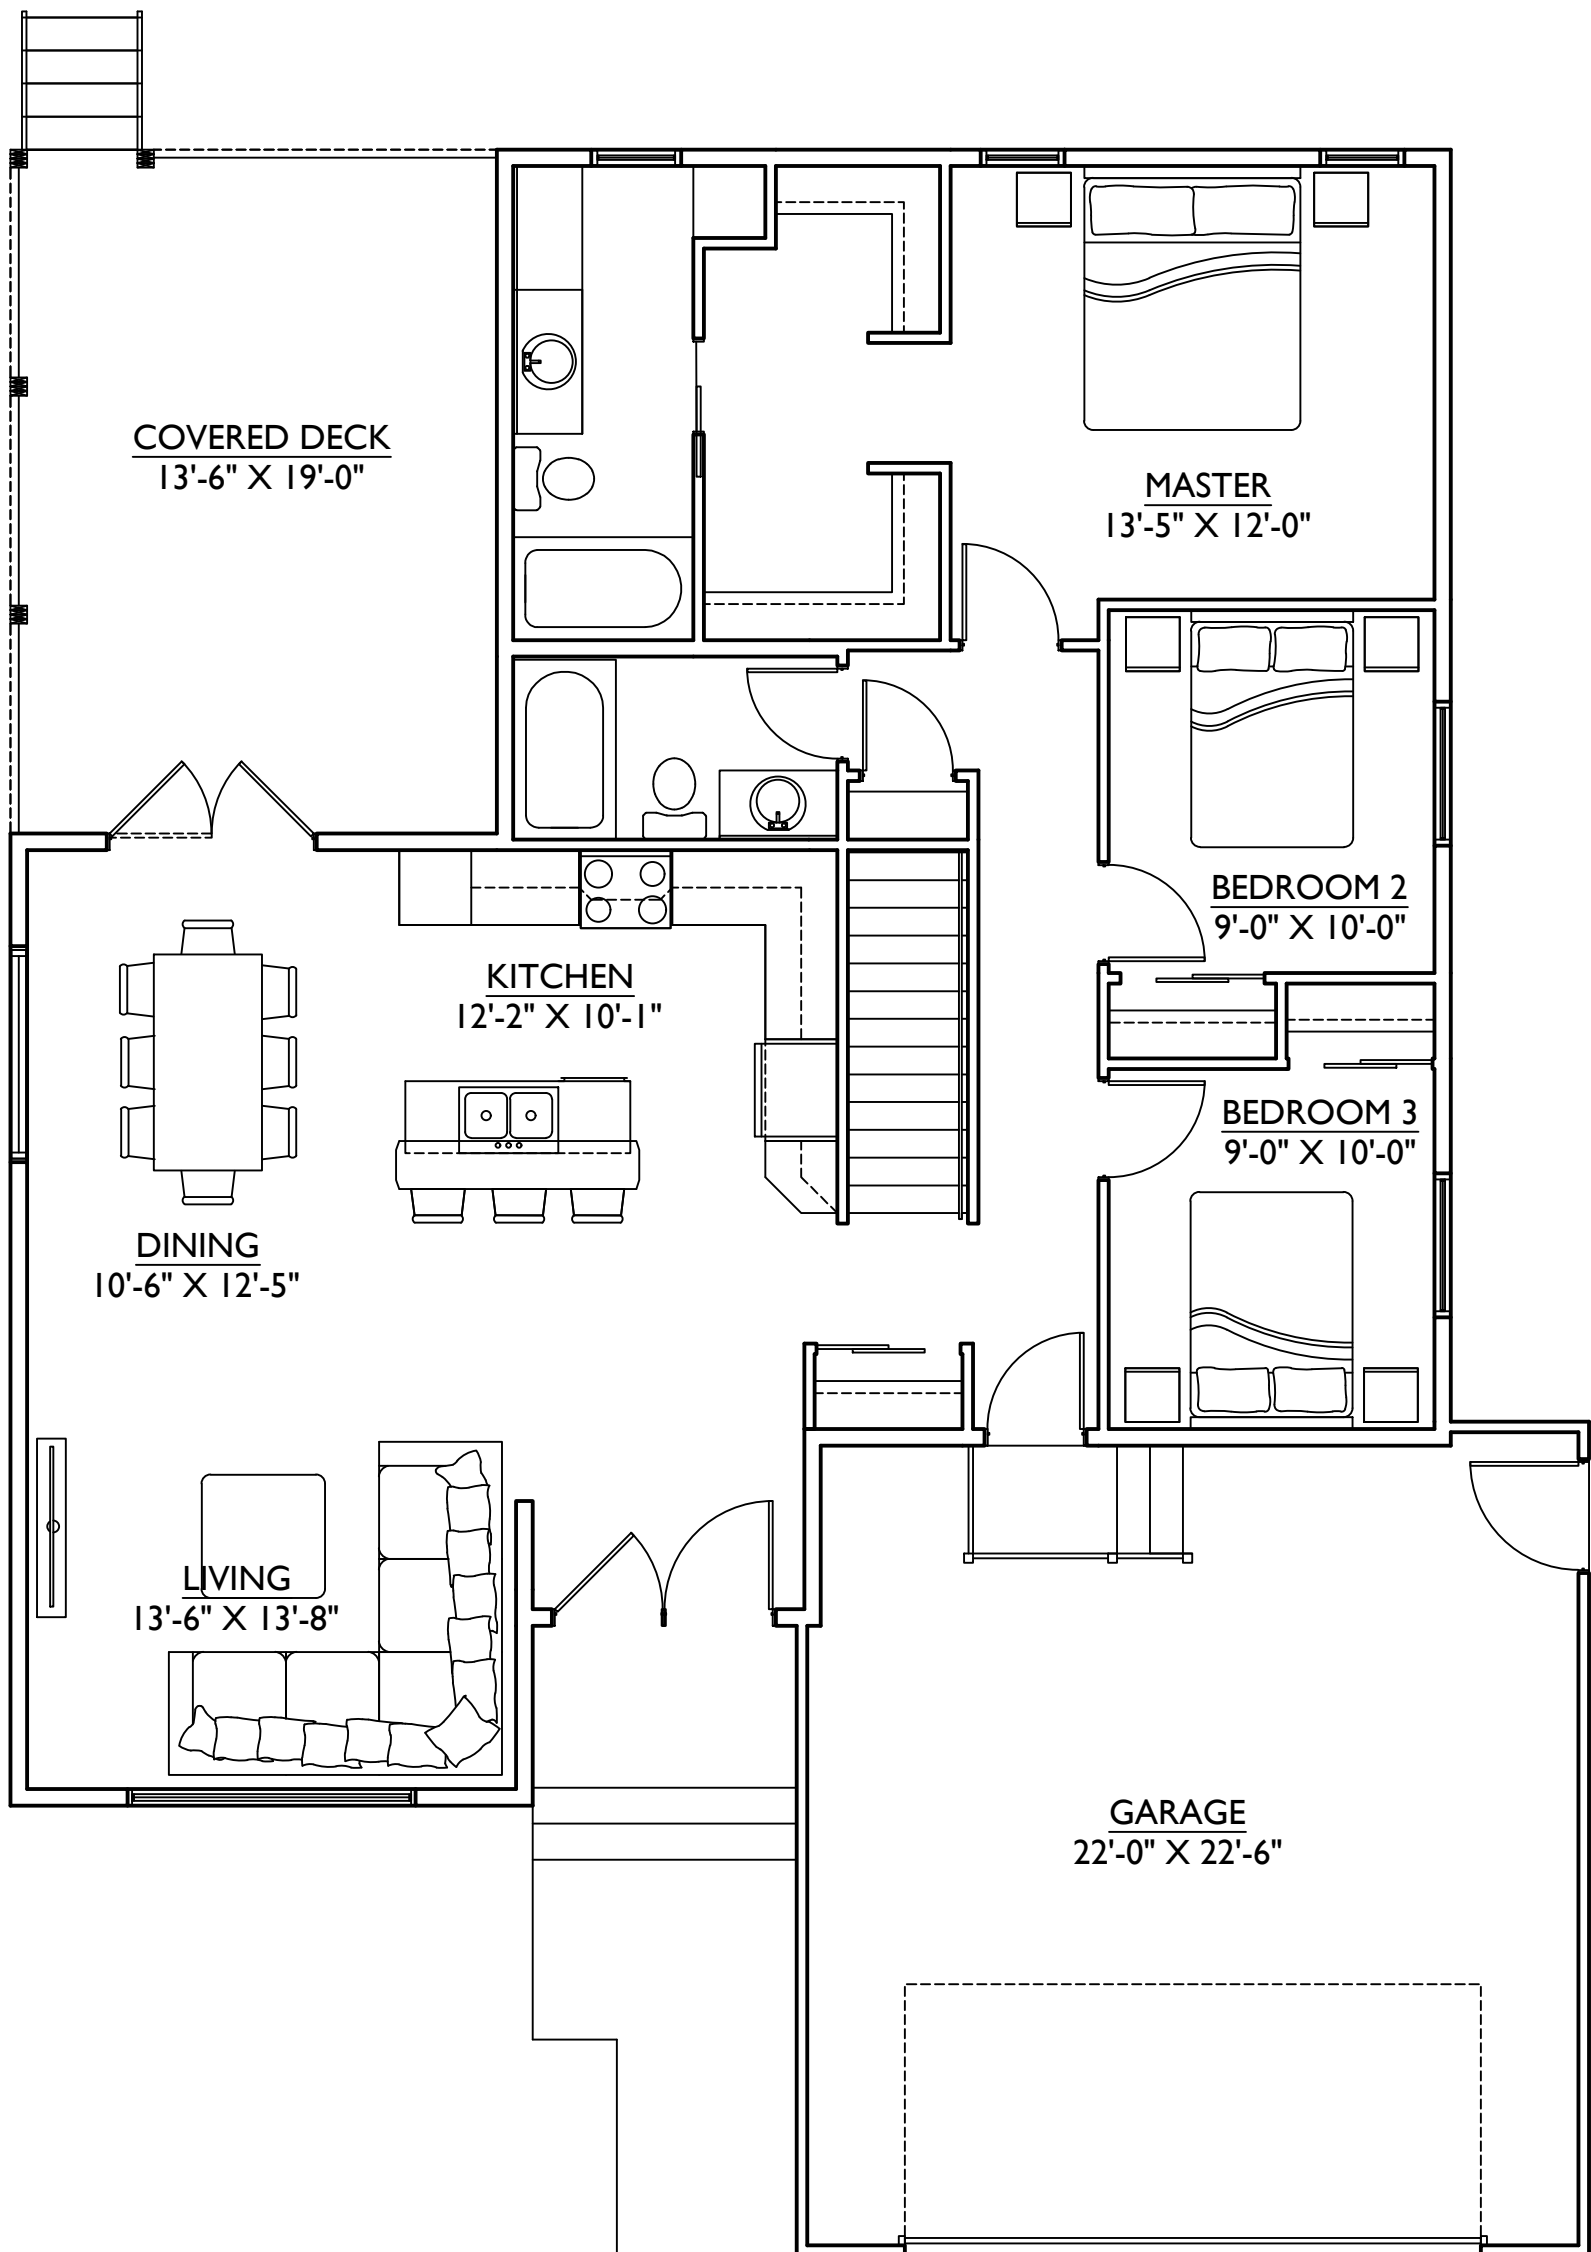 COVERED DECK
13'-6" X 19'-0"
MASTER
13'-5" X 12'-0"
BEDROOM 2
9'-0" X 10'-0"
KITCHEN
12'-2" X 10'-1"
BEDROOM 3
9'-0" X 10'-0"
DINING
10'-6" X 12'-5"
LIVING
13'-6" X 13'-8"
GARAGE
22'-0" X 22'-6"